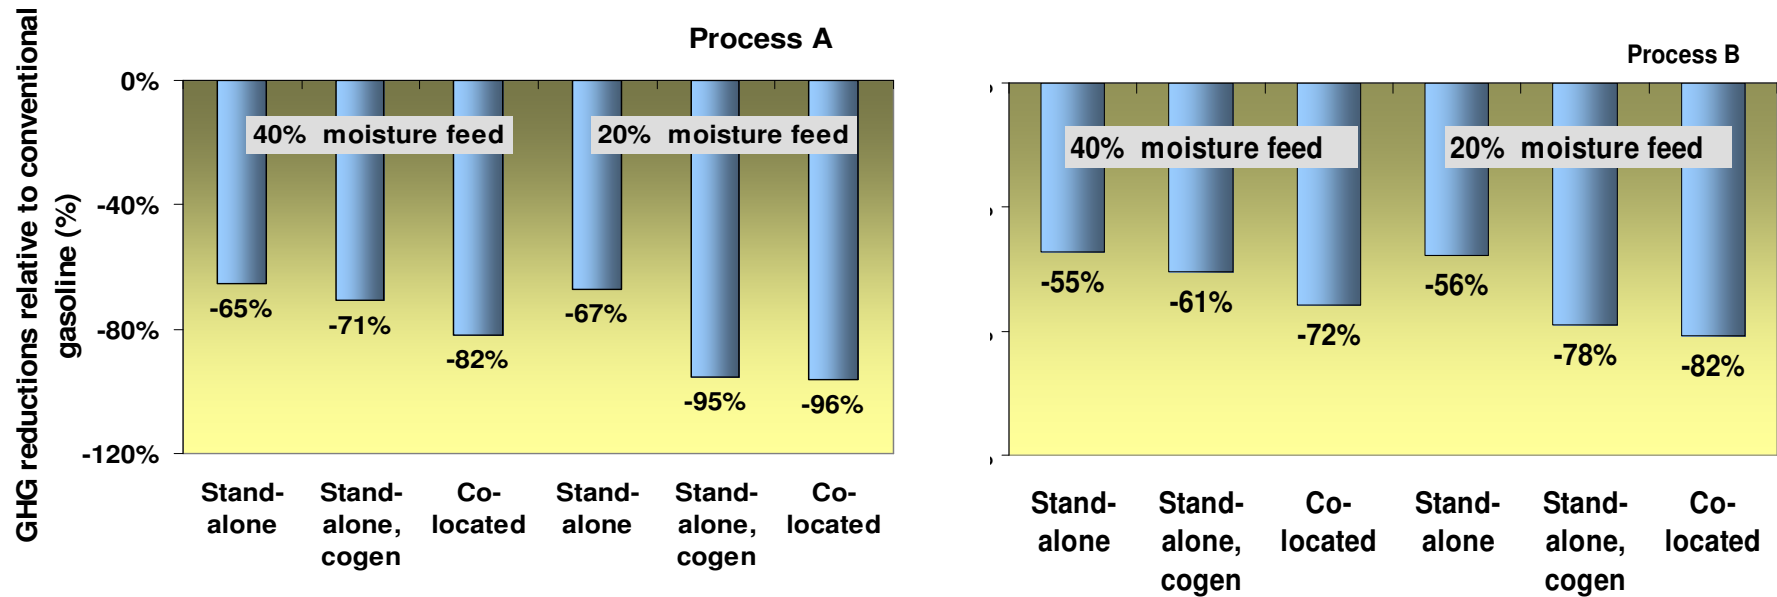 GHG reductions relative to conventional
gasoline (%)
Process A
0%
-40%
-80%
-120%
40% moisture feed
20% moisture feed
-65%
-71%
-82%
-67%
-95%
-96%
Stand-
alone
Stand-
alone,
cogen
Co-
located
Stand-
alone
Stand-
alone,
cogen
Co-
located
Process B
40% moisture feed
20% moisture feed
-55%
-61%
-72%
-56%
-78%
-82%
Stand-
alone
Stand-
alone,
cogen
Co-
located
Stand-
alone
Stand-
alone,
cogen
Co-
located